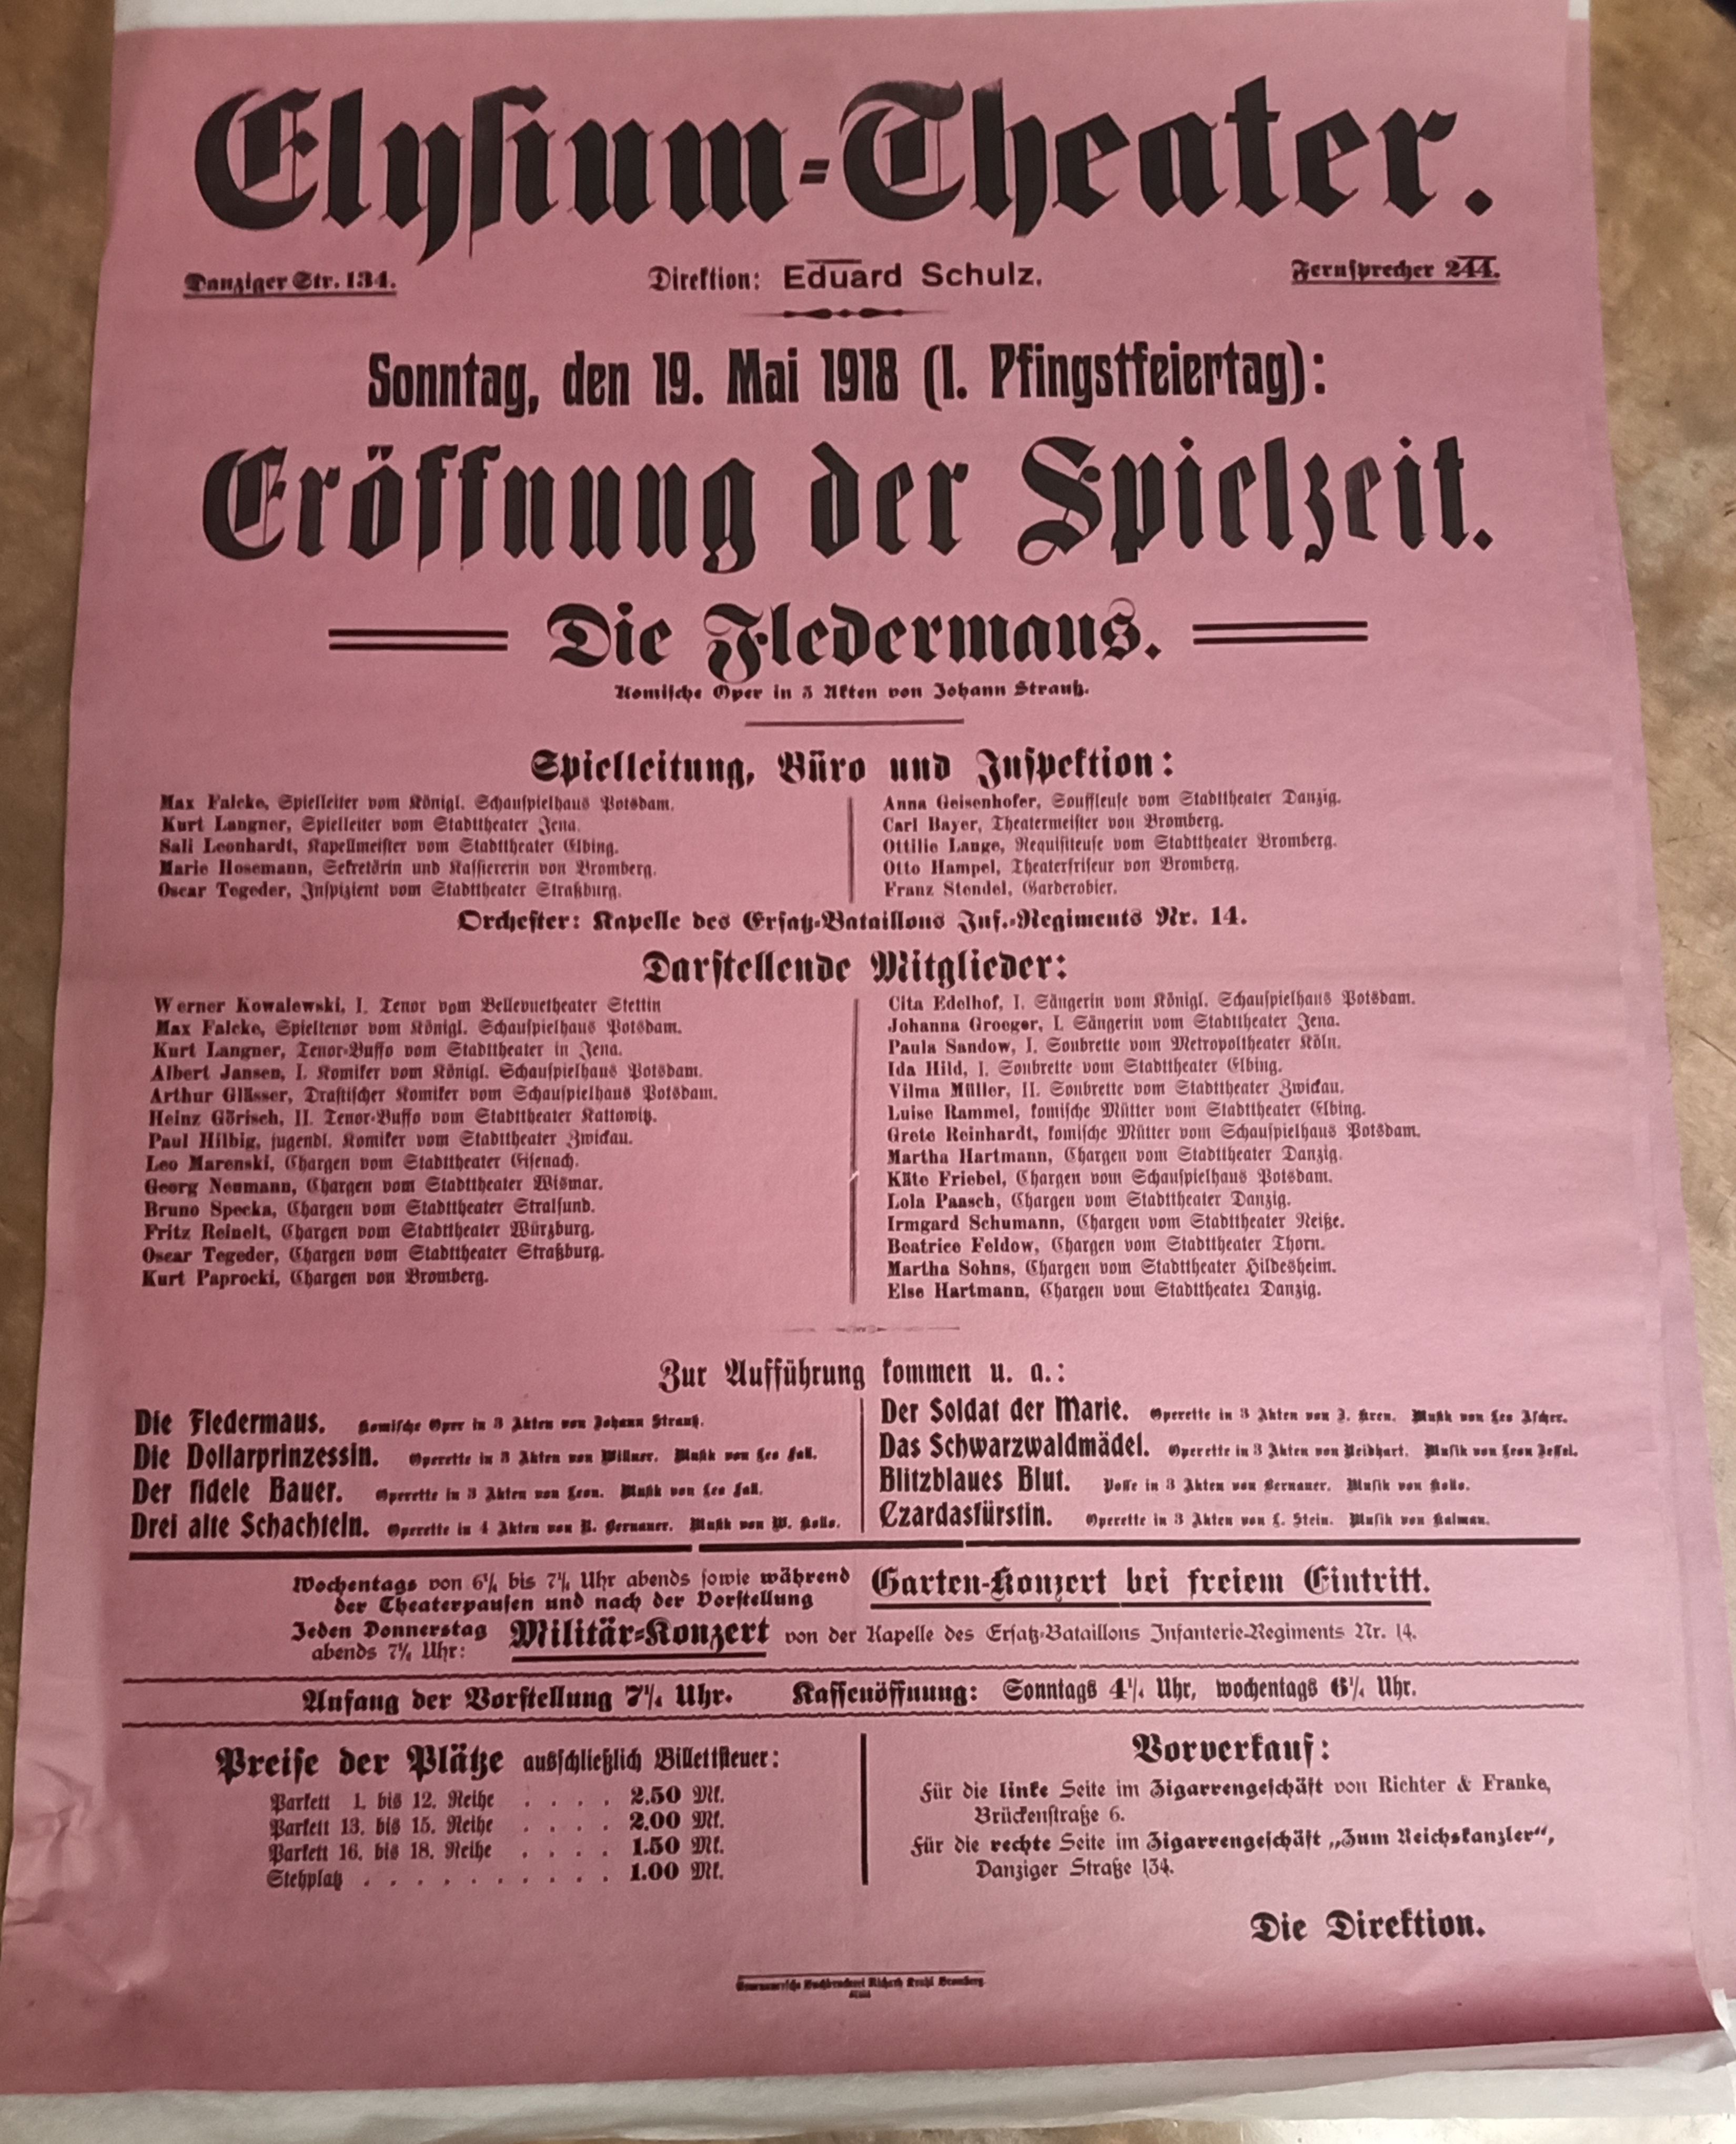 Elysium-Theater.
Danziger Str. 134. Direktion: Eduard Schulz. Fernsprecher 244.
Sonntag, den 19. Mai 1918 (1. Pfingstfeiertag):
Eröffnung der Spielzeit.
Die Fledermaus.
Komische Oper in 3 Akten von Johann Strauß.
Spielleitung, Büro und Inspektion:
Max Falcke, Spielleiter vom Königl. Schauspielhaus Potsdam.
Kurt Langner, Spielleiter vom Stadttheater Jena.
Sali Leonhardt, Kapellmeister vom Stadttheater Elbing.
Marie Hosemann, Sekretärin und Kassiererin von Bromberg.
Oscar Tegeder, Inspizient vom Stadttheater Straßburg.
Anna Geisenhofer, Souffleuse vom Stadttheater Danzig.
Carl Bayer, Theatermeister von Bromberg.
Ottilie Lange, Requisiteuse vom Stadttheater Bromberg.
Otto Hampel, Theaterfriseur von Bromberg.
Franz Stendel, Garderobier.
Orchester: Kapelle des Ersatz-Bataillons Inf.-Regiments Nr. 14.
Darstellende Mitglieder:
Werner Kowalewski, I. Tenor vom Bellevuetheater Stettin
Max Falcke, Spieltenor vom Königl. Schauspielhaus Potsdam.
Kurt Langner, Tenor-Buffo vom Stadttheater in Jena.
Albert Jansen, I. Komiker vom Königl. Schauspielhaus Potsdam.
Arthur Glässer, Drastischer Komiker vom Schauspielhaus Potsdam.
Heinz Görisch, II. Tenor-Buffo vom Stadttheater Kattowitz.
Paul Hilbig, jugendl. Komiker vom Stadttheater Zwickau.
Leo Marenski, Chargen vom Stadttheater Eisenach.
Georg Neumann, Chargen vom Stadttheater Wismar.
Bruno Specka, Chargen vom Stadttheater Stralsund.
Fritz Reinelt, Chargen vom Stadttheater Würzburg.
Oscar Tegeder, Chargen vom Stadttheater Straßburg.
Kurt Paprocki, Chargen von Bromberg.
Cita Edelhof, I. Sängerin vom Königl. Schauspielhaus Potsdam.
Johanna Groeger, I. Sängerin vom Stadttheater Jena.
Paula Sandow, I. Soubrette vom Metropoltheater Köln.
Ida Hild, I. Soubrette vom Stadttheater Elbing.
Vilma Müller, II. Soubrette vom Stadttheater Zwickau.
Luise Rammel, komische Mütter vom Stadttheater Elbing.
Grete Reinhardt, komische Mütter vom Schauspielhaus Potsdam.
Martha Hartmann, Chargen vom Stadttheater Danzig.
Käte Friebel, Chargen vom Schauspielhaus Potsdam.
Lola Paasch, Chargen vom Stadttheater Danzig.
Irmgard Schumann, Chargen vom Stadttheater Neiße.
Beatrice Feldow, Chargen vom Stadttheater Thorn.
Martha Sohns, Chargen vom Stadttheater Hildesheim.
Else Hartmann, Chargen vom Stadttheater Danzig.
Zur Aufführung kommen u. a.:
Die Fledermaus. Komische Oper in 3 Akten von Johann Strauß.
Die Dollarprinzessin. Operette in 3 Akten von Willner. Musik von Leo Fall.
Der fidele Bauer. Operette in 3 Akten von Leon. Musik von Leo Fall.
Drei alte Schachteln. Operette in 4 Akten von R. Bernauer. Musik von W. Kollo.
Der Soldat der Marie. Operette in 3 Akten von J. Kren. Musik von Leo Ascher.
Das Schwarzwaldmädel. Operette in 3 Akten von Neidhart. Musik von Leon Jessel.
Blitzblaues Blut. Posse in 3 Akten von Bernauer. Musik von Kollo.
Czardasfürstin. Operette in 3 Akten von L. Stein. Musik von Kalman.
Wochentags von 6¼ bis 7¼ Uhr abends sowie während
der Theaterpausen und nach der Vorstellung
Garten-Konzert bei freiem Eintritt.
Jeden Donnerstag
abends 7¼ Uhr:
Militär-Konzert von der Kapelle des Ersatz-Bataillons Infanterie-Regiments Nr. 14.
Anfang der Vorstellung 7¼ Uhr. Kassenöffnung: Sonntags 4¼ Uhr, wochentags 6¼ Uhr.
Preise der Plätze ausschließlich Billettsteuer:
Parkett 1. bis 12. Reihe . . . . 2.50 Mk.
Parkett 13. bis 15. Reihe . . . . 2.00 Mk.
Parkett 16. bis 18. Reihe . . . . 1.50 Mk.
Stehplatz . . . . . . . . . . 1.00 Mk.
Vorverkauf:
Für die linke Seite im Zigarrengeschäft von Richter & Franke,
Brückenstraße 6.
Für die rechte Seite im Zigarrengeschäft „Zum Reichskanzler“,
Danziger Straße 134.
Die Direktion.
Gruenauersche Buchdruckerei Richard Krahl Bromberg